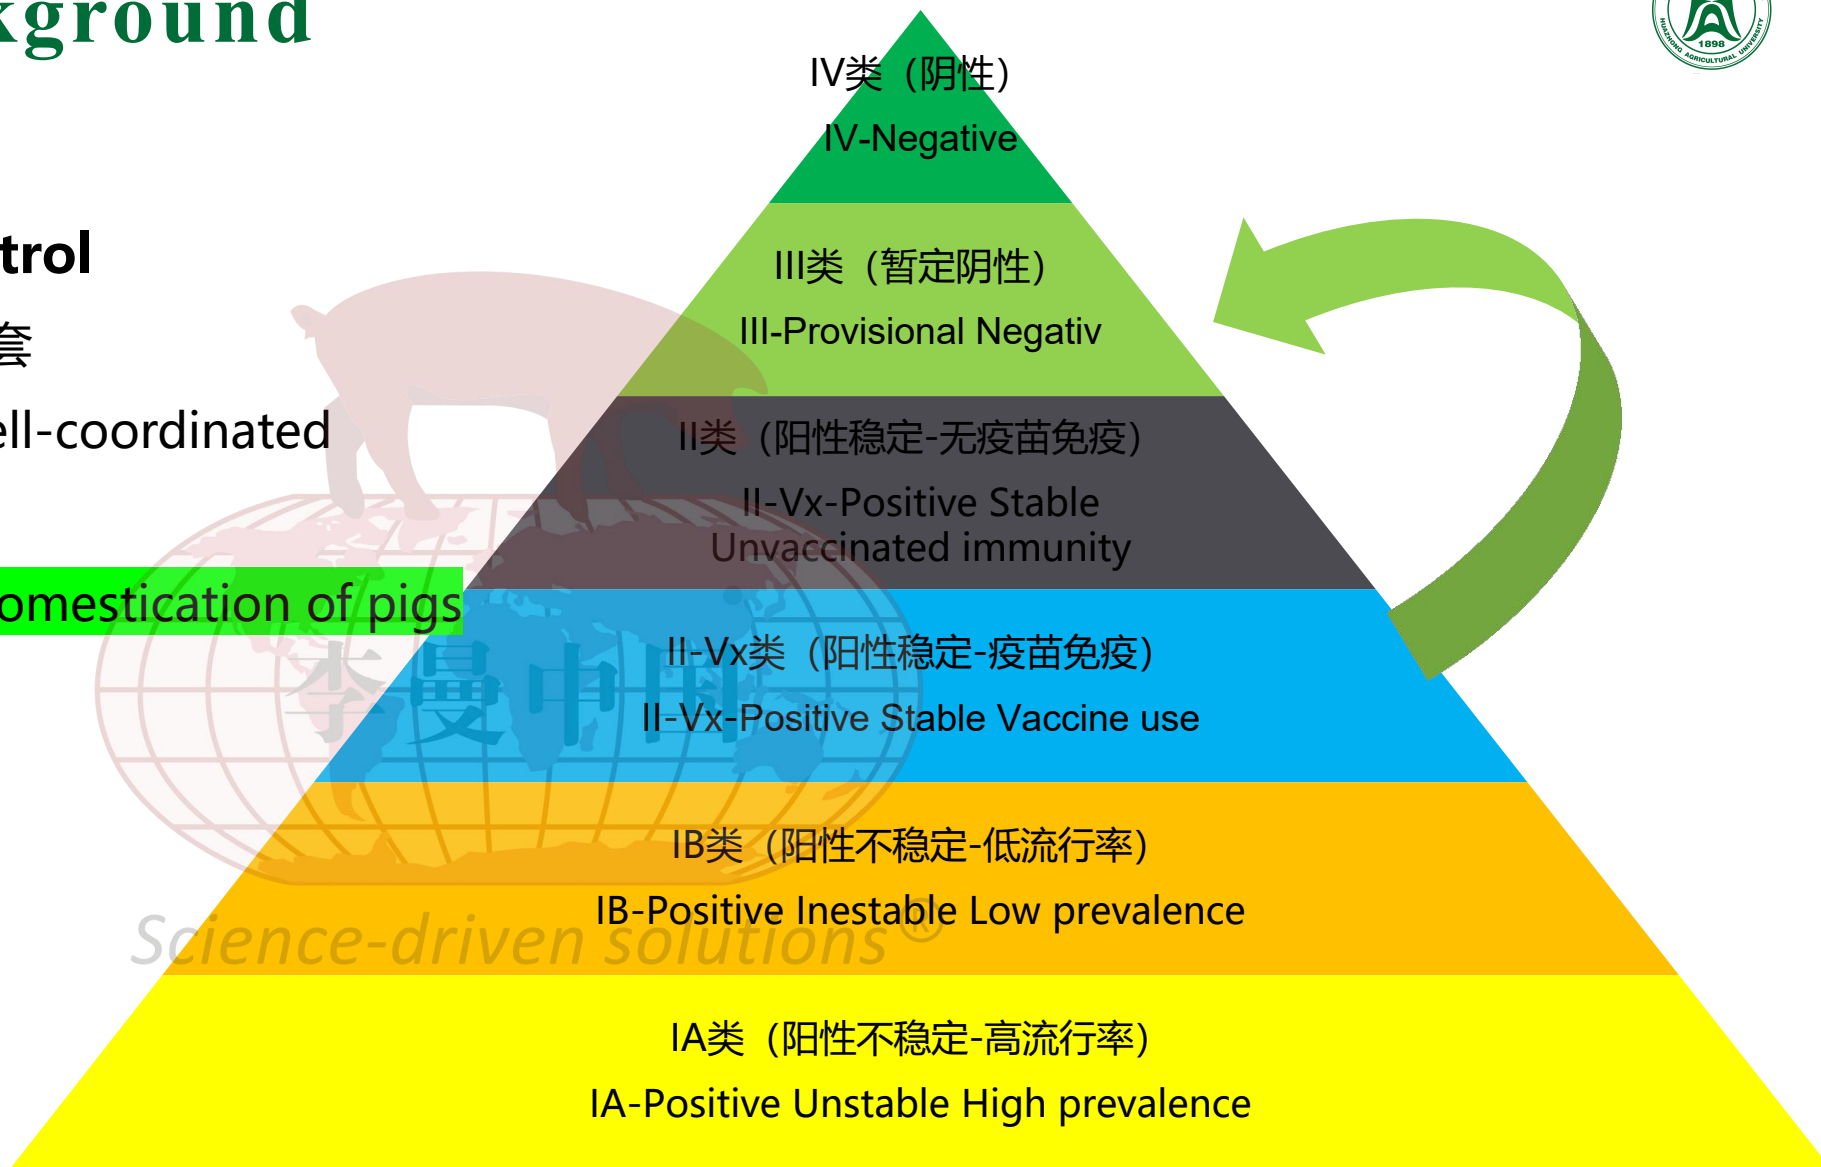 kground
HUAZHONG AGRICULTURAL UNIVERSITY
1898
IV类（阴性）
IV-Negative
trol
III类（暂定阴性）
III-Provisional Negativ
套
ell-coordinated
II类（阳性稳定-无疫苗免疫）
II-Vx-Positive Stable
Unvaccinated immunity
omestication of pigs
II-Vx类（阳性稳定-疫苗免疫）
李曼中国
II-Vx-Positive Stable Vaccine use
IB类（阳性不稳定-低流行率）
IB-Positive Inestable Low prevalence
Science-driven solutions®
IA类（阳性不稳定-高流行率）
IA-Positive Unstable High prevalence